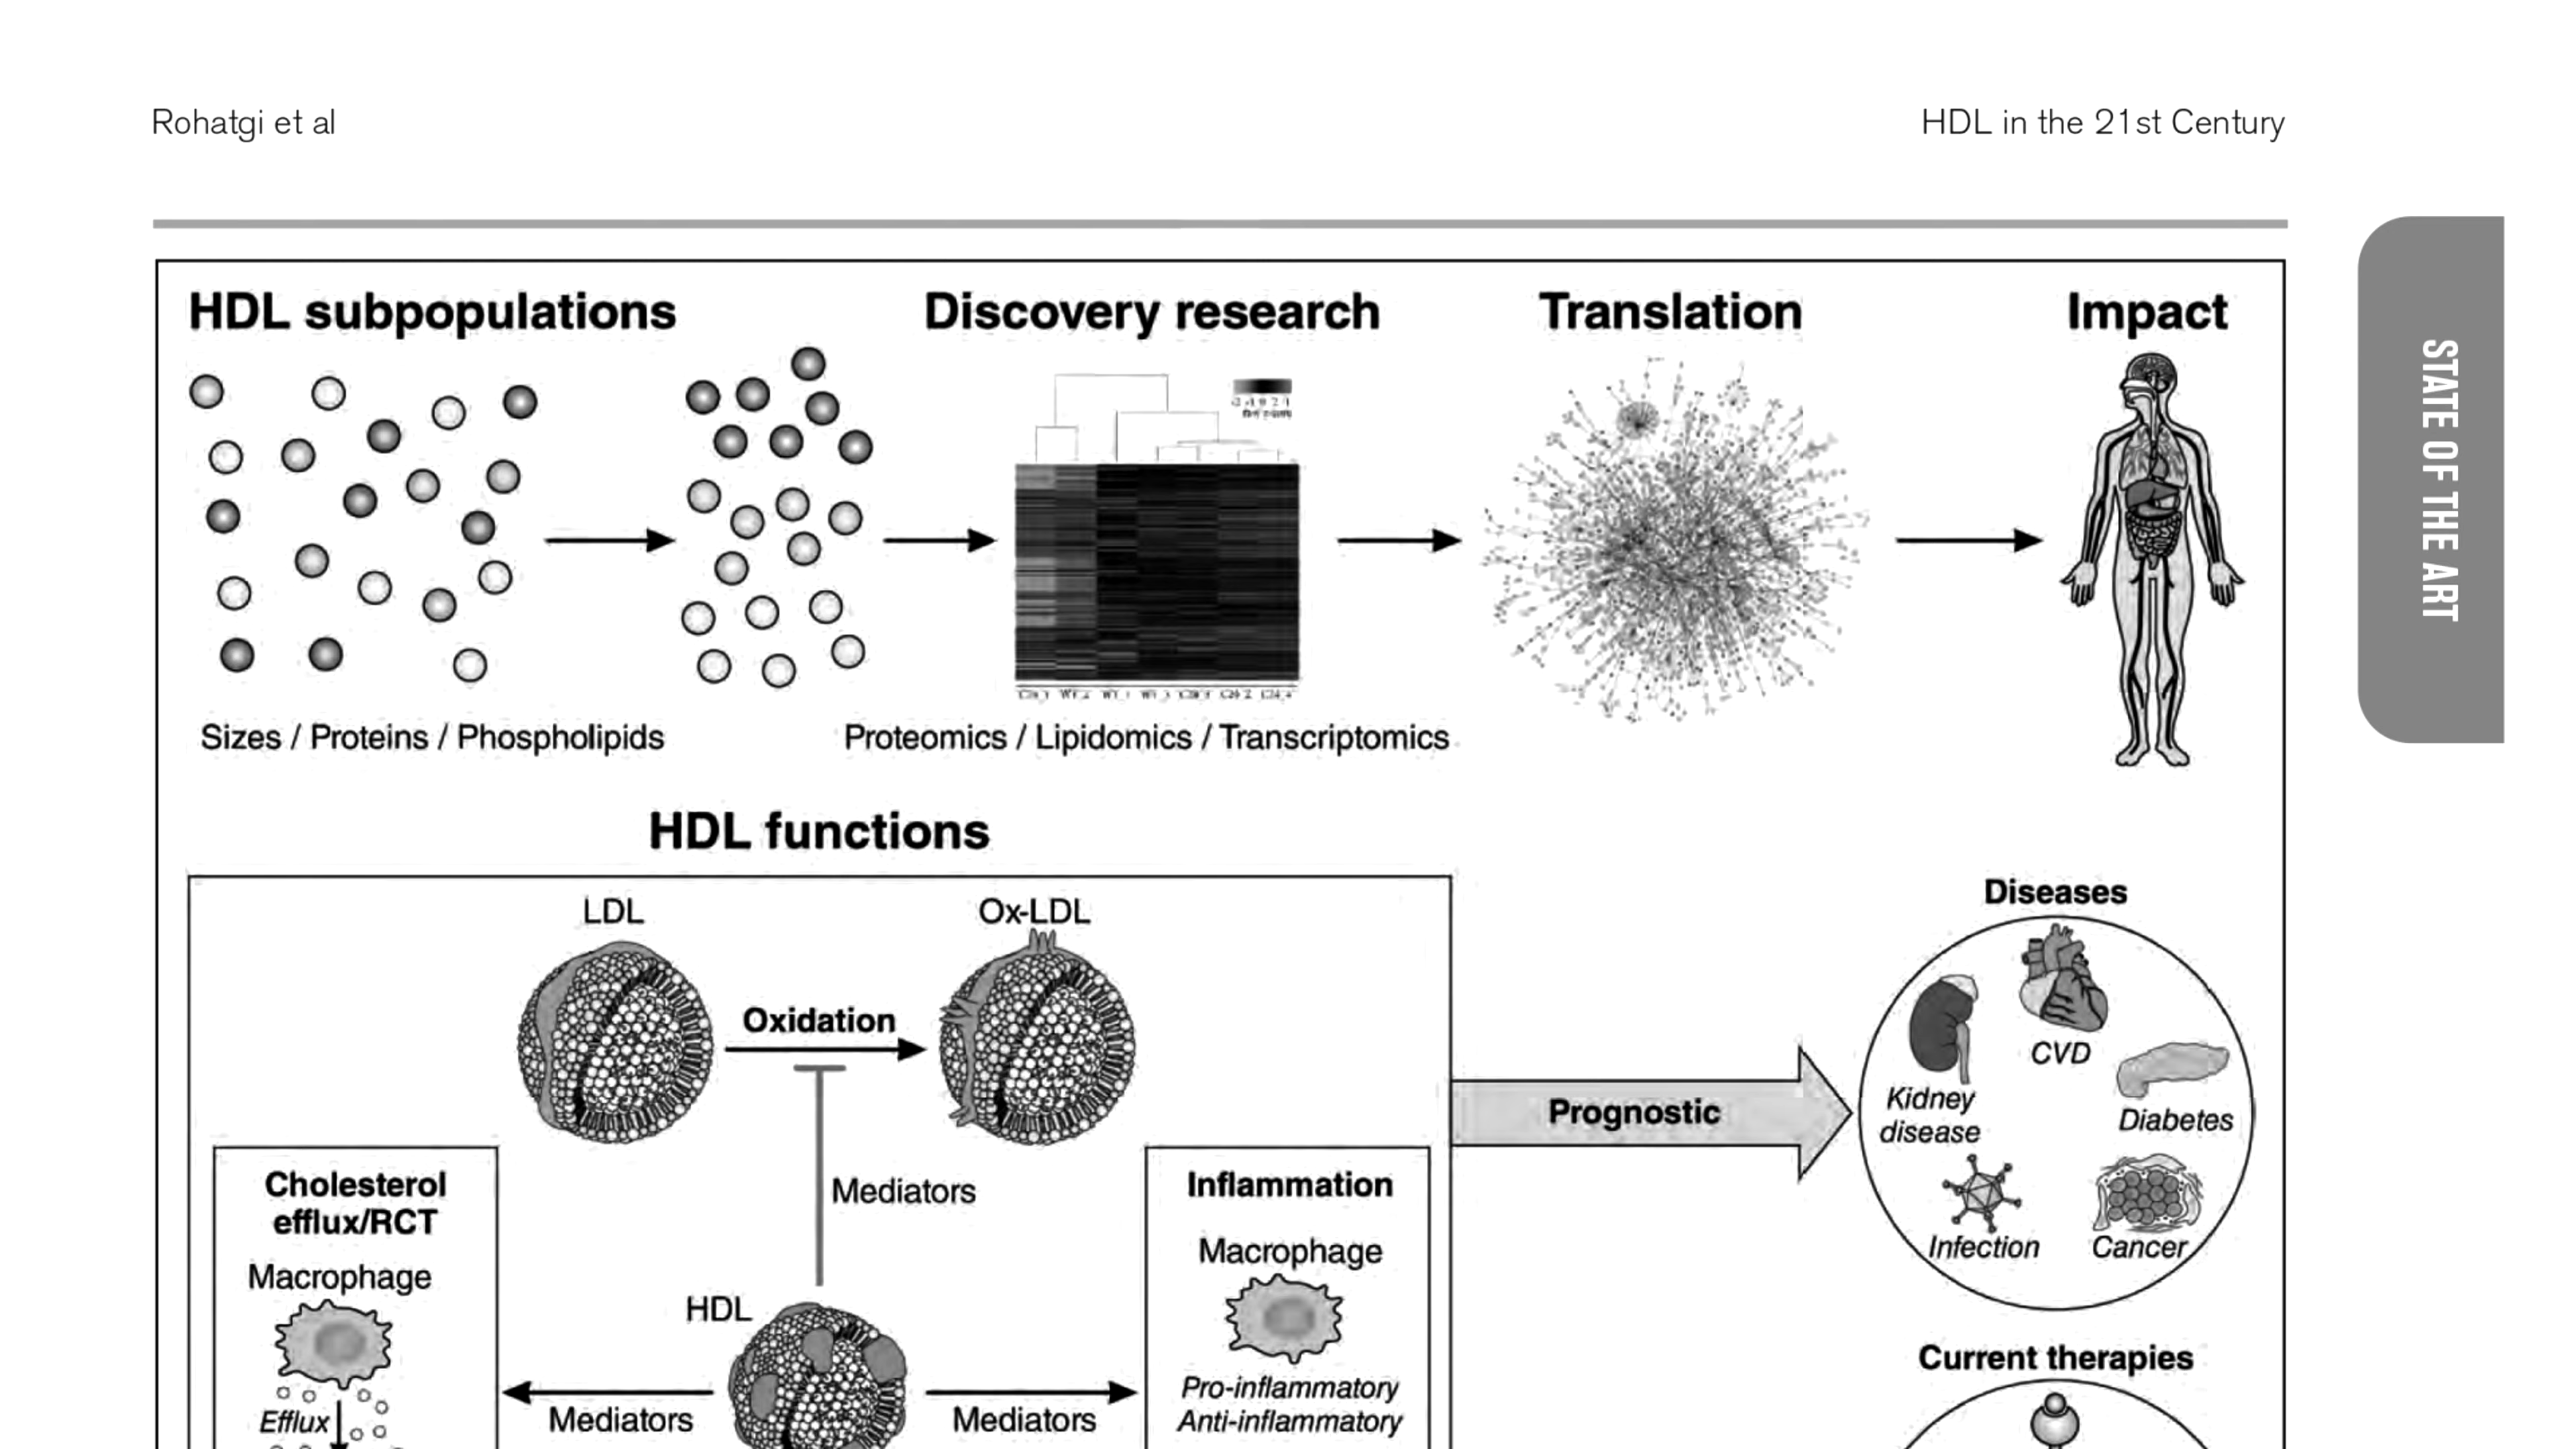 Rohatgi et al
HDL in the 21st Century
STATE OF THE ART
HDL subpopulations
Discovery research
Translation
Impact
Sizes / Proteins / Phospholipids
Proteomics / Lipidomics / Transcriptomics
HDL functions
LDL
Ox-LDL
Oxidation
Mediators
Cholesterol
efflux/RCT
Macrophage
Efflux
HDL
Mediators
Mediators
Inflammation
Macrophage
Pro-inflammatory
Anti-inflammatory
Prognostic
Diseases
CVD
Kidney
disease
Diabetes
Infection
Cancer
Current therapies